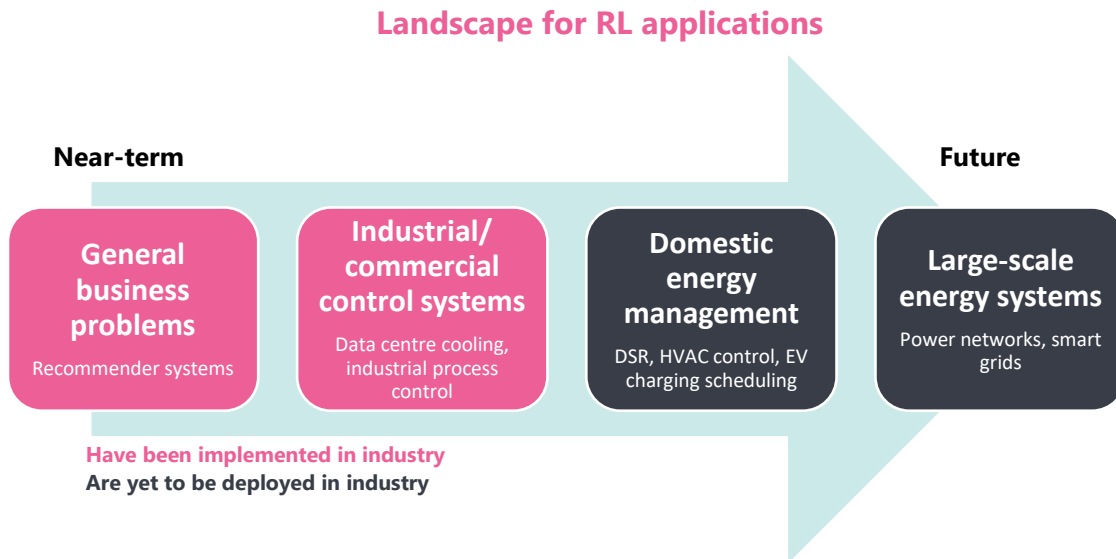 Landscape for RL applications
Near-term
Future
General
business
problems
Recommender systems
Industrial/
commercial
control systems
Data centre cooling,
industrial process
control
Domestic
energy
management
DSR, HVAC control, EV
charging scheduling
Large-scale
energy systems
Power networks, smart
grids
Have been implemented in industry
Are yet to be deployed in industry